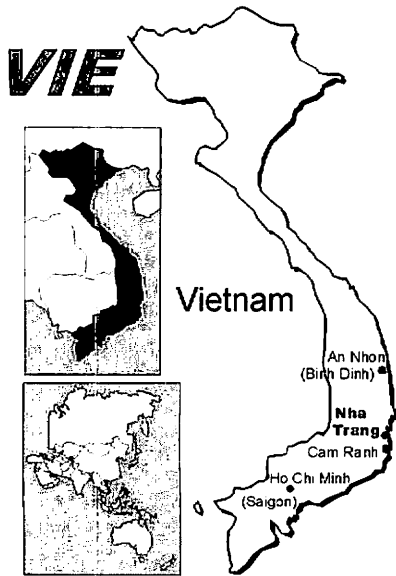 VIE
Vietnam
An Nhon
(Binh Dinh)
Nha
Trang
Cam Ranh
Ho Chi Minh
(Saigon)